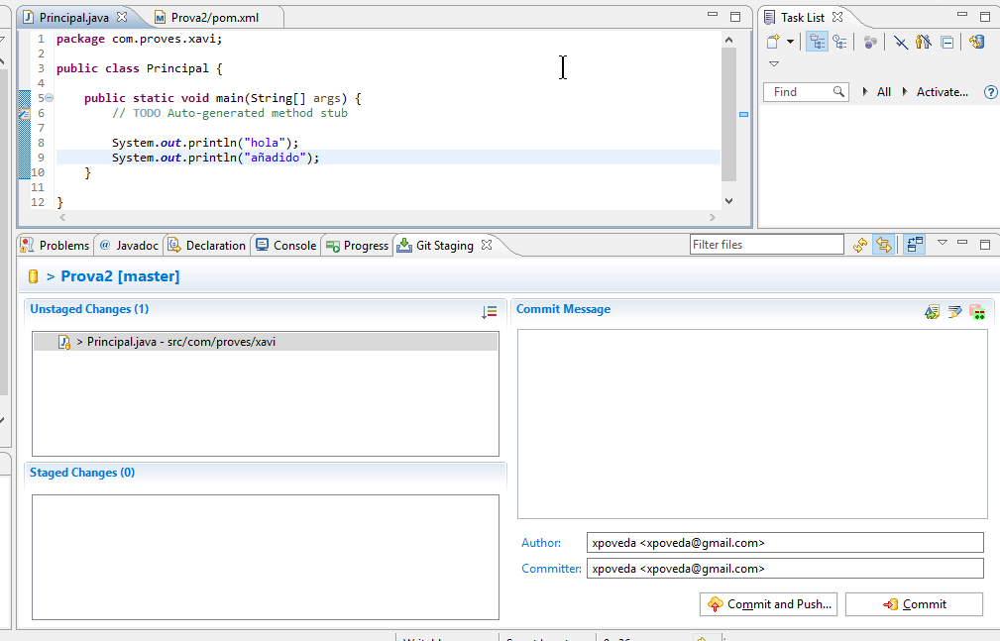 Principal.java
Prova2/pom.xml
Task List
1 package com.proves.xavi;
2
3 public class Principal {
4
5 public static void main(String[] args) {
6 // TODO Auto-generated method stub
7
8 System.out.println("hola");
9 System.out.println("añadido");
10 }
11
12 }
Find
All
Activate...
Problems
@ Javadoc
Declaration
Console
Progress
Git Staging
Filter files
> Prova2 [master]
Unstaged Changes (1)
> Principal.java - src/com/proves/xavi
Staged Changes (0)
Commit Message
Author: xpoveda <xpoveda@gmail.com>
Committer: xpoveda <xpoveda@gmail.com>
Commit and Push...
Commit